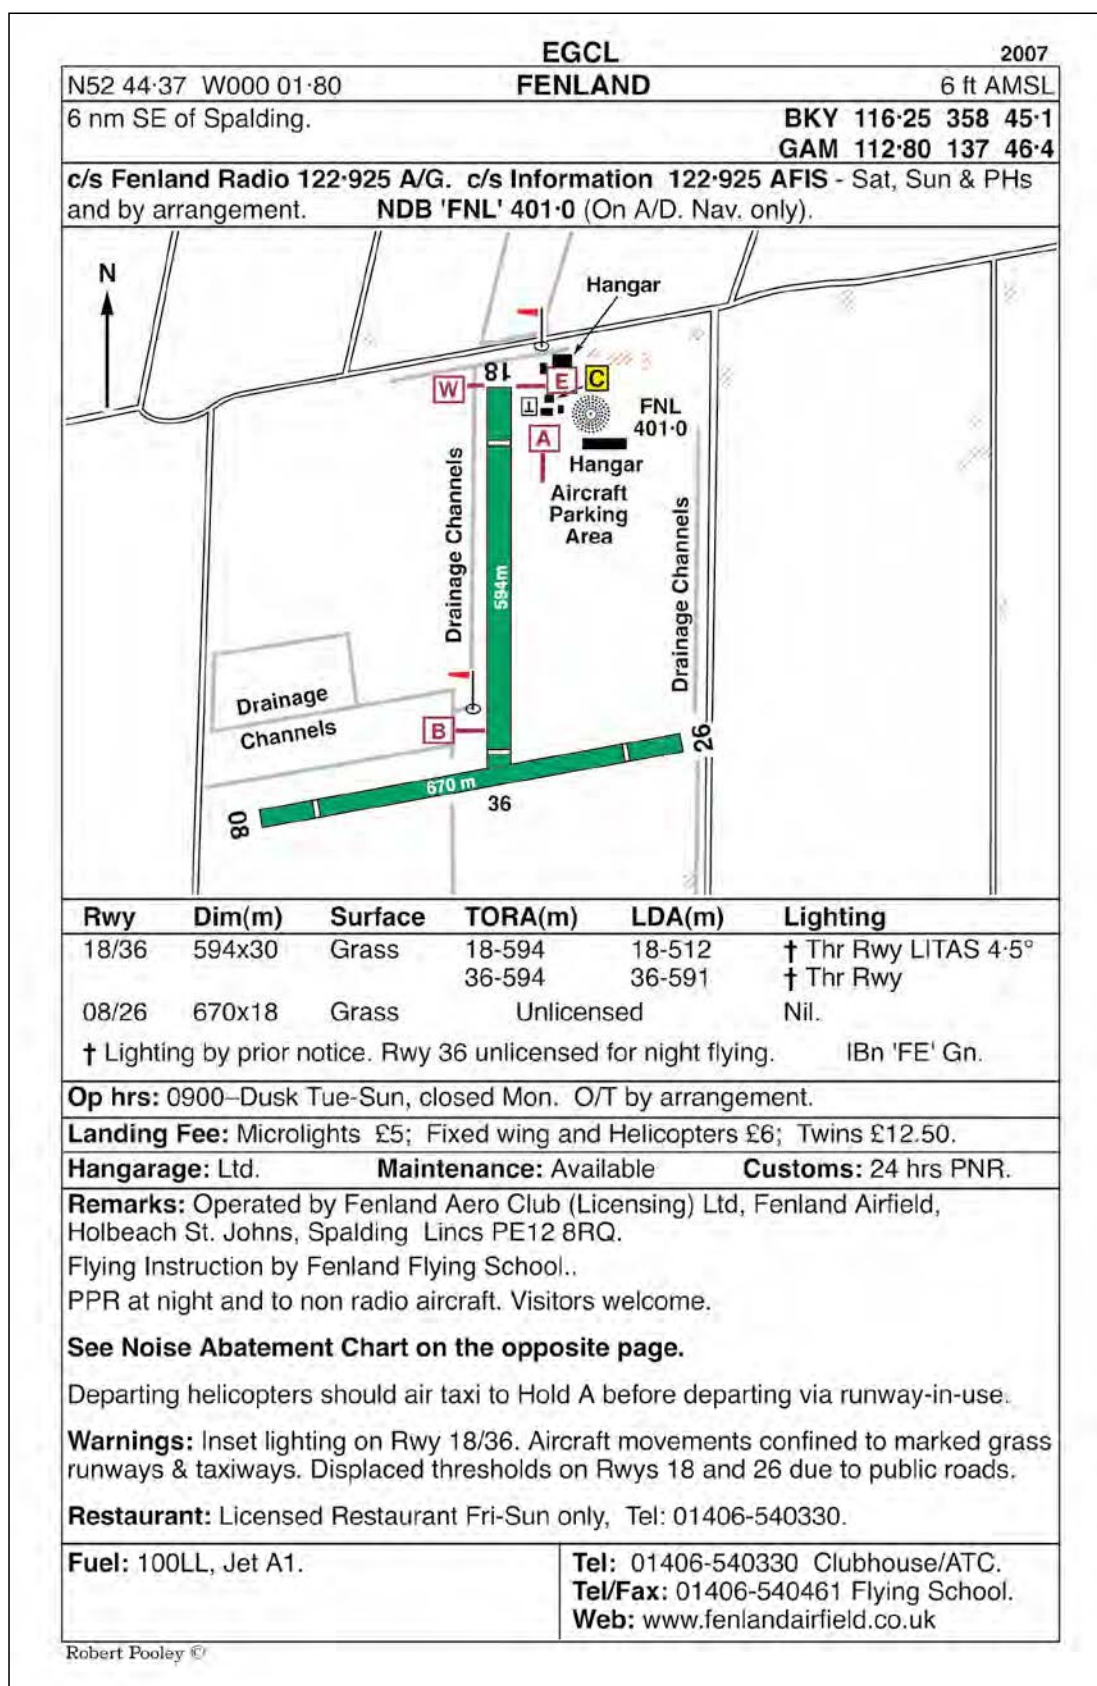 EGCL 2007
N52 44·37 W000 01·80 FENLAND 6 ft AMSL
6 nm SE of Spalding. BKY 116·25 358 45·1
GAM 112·80 137 46·4
c/s Fenland Radio 122·925 A/G. c/s Information 122·925 AFIS - Sat, Sun & PHs
and by arrangement. NDB 'FNL' 401·0 (On A/D. Nav. only).
N
Hangar
18
W
E
C
T
FNL
401·0
A
Hangar
Aircraft
Parking
Area
Drainage Channels
594m
Drainage Channels
Drainage
Channels
B
26
670 m
36
08
Rwy Dim(m) Surface TORA(m) LDA(m) Lighting
18/36 594x30 Grass 18-594 18-512 † Thr Rwy LITAS 4·5°
36-594 36-591 † Thr Rwy
08/26 670x18 Grass Unlicensed Nil.
† Lighting by prior notice. Rwy 36 unlicensed for night flying. IBn 'FE' Gn.
Op hrs: 0900–Dusk Tue-Sun, closed Mon. O/T by arrangement.
Landing Fee: Microlights £5; Fixed wing and Helicopters £6; Twins £12.50.
Hangarage: Ltd. Maintenance: Available Customs: 24 hrs PNR.
Remarks: Operated by Fenland Aero Club (Licensing) Ltd, Fenland Airfield,
Holbeach St. Johns, Spalding Lincs PE12 8RQ.
Flying Instruction by Fenland Flying School..
PPR at night and to non radio aircraft. Visitors welcome.
See Noise Abatement Chart on the opposite page.
Departing helicopters should air taxi to Hold A before departing via runway-in-use.
Warnings: Inset lighting on Rwy 18/36. Aircraft movements confined to marked grass
runways & taxiways. Displaced thresholds on Rwys 18 and 26 due to public roads.
Restaurant: Licensed Restaurant Fri-Sun only, Tel: 01406-540330.
Fuel: 100LL, Jet A1.
Tel: 01406-540330 Clubhouse/ATC.
Tel/Fax: 01406-540461 Flying School.
Web: www.fenlandairfield.co.uk
Robert Pooley ©